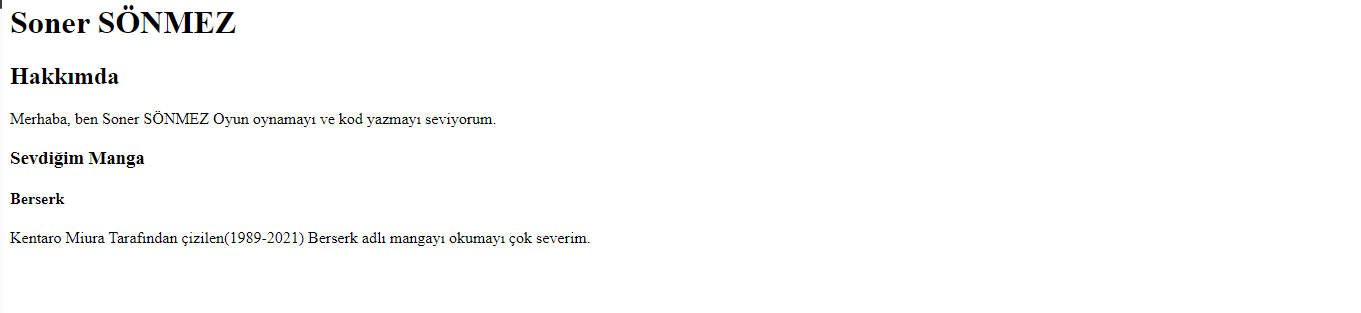 Soner SÖNMEZ
Hakkımda
Merhaba, ben Soner SÖNMEZ Oyun oynamayı ve kod yazmayı seviyorum.
Sevdiğim Manga
Berserk
Kentaro Miura Tarafından çizilen(1989-2021) Berserk adlı mangayı okumayı çok severim.